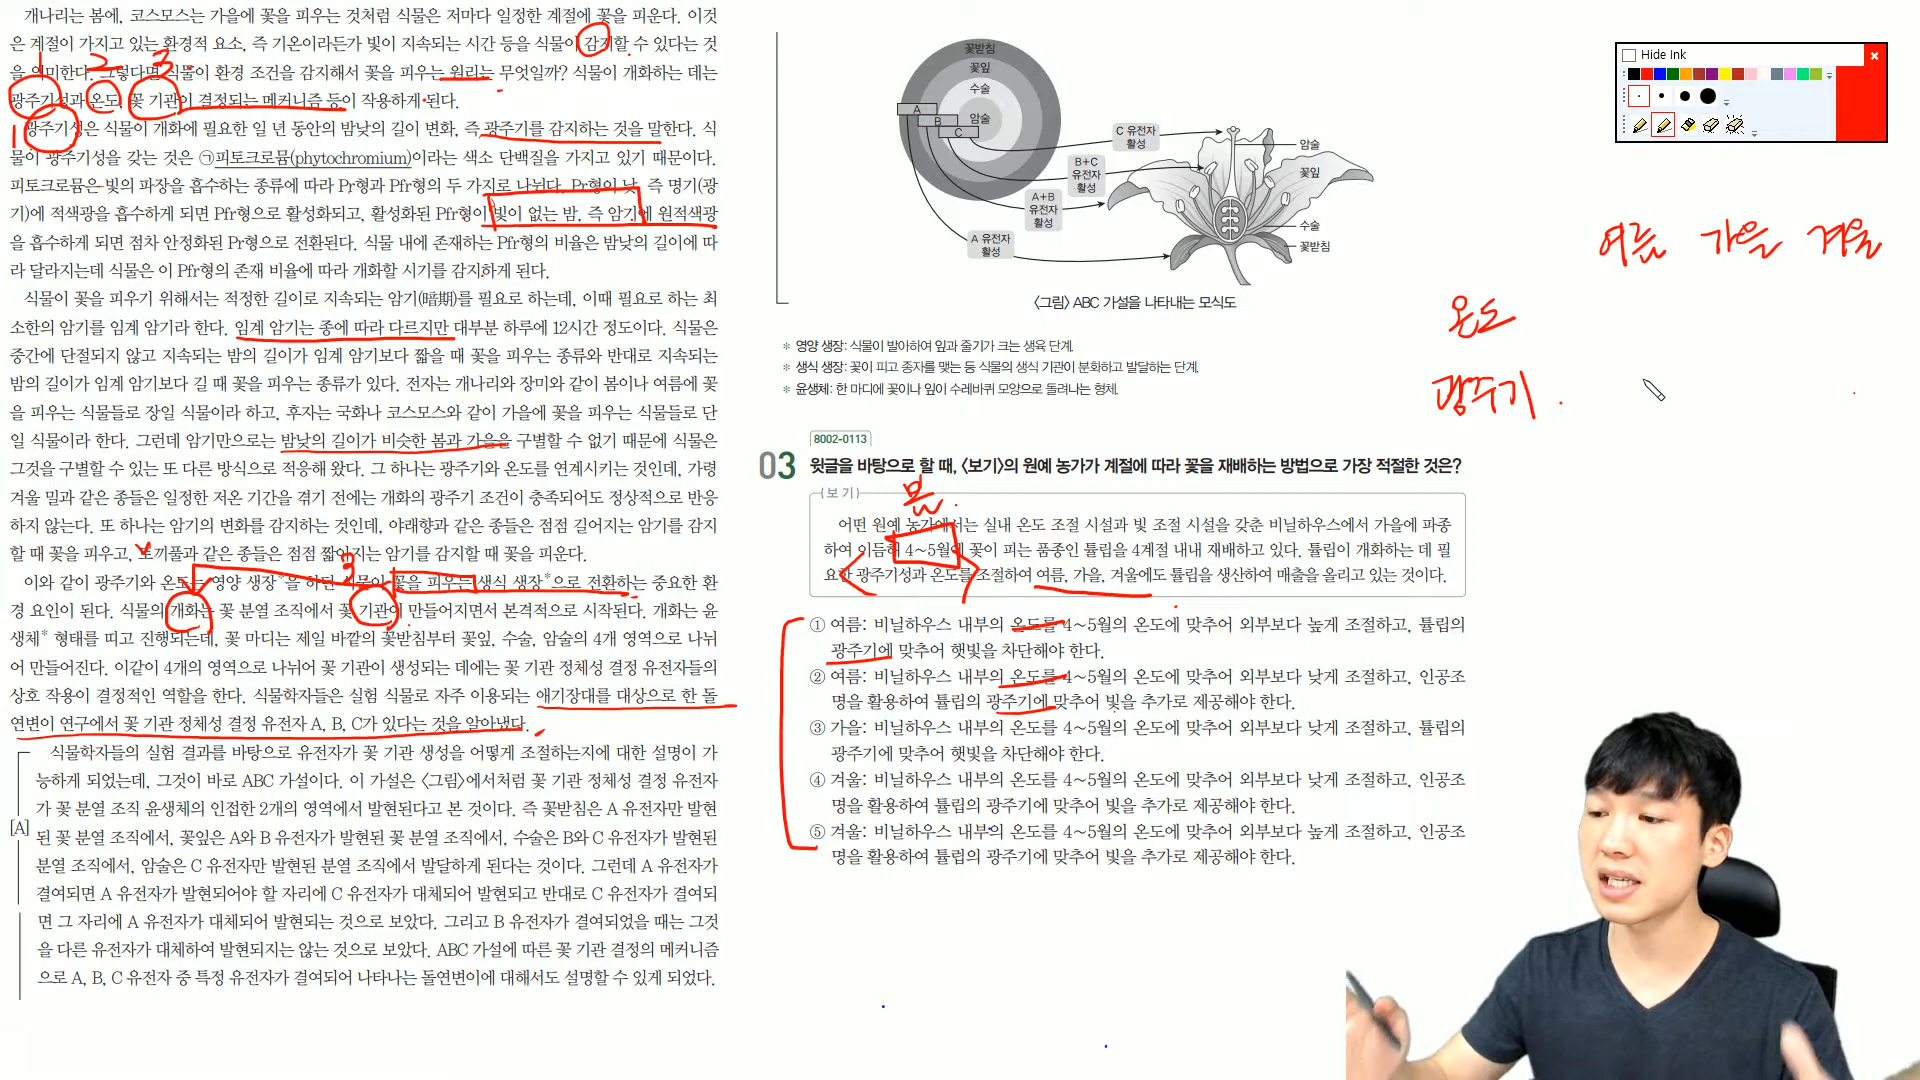 개나리는 봄에, 코스모스는 가을에 꽃을 피우는 것처럼 식물은 저마다 일정한 계절에 꽃을 피운다. 이것
은 계절이 가지고 있는 환경적 요소, 즉 기온이라든가 빛이 지속되는 시간 등을 식물이 감지할 수 있다는 것
을 의미한다. 그렇다면 식물이 환경 조건을 감지해서 꽃을 피우는 원리는 무엇일까? 식물이 개화하는 데는
광주기성과 온도, 꽃 기관이 결정되는 메커니즘 등이 작용하게 된다.
1 2 3
1
광주기성은 식물이 개화에 필요한 일 년 동안의 밤낮의 길이 변화, 즉 광주기를 감지하는 것을 말한다. 식
물이 광주기성을 갖는 것은 ㉠피토크로뮴(phytochromium)이라는 색소 단백질을 가지고 있기 때문이다.
피토크로뮴은 빛의 파장을 흡수하는 종류에 따라 Pr형과 Pfr형의 두 가지로 나뉜다. Pr형이 낮, 즉 명기(광
기)에 적색광을 흡수하게 되면 Pfr형으로 활성화되고, 활성화된 Pfr형이 빛이 없는 밤, 즉 암기에 원적색광
을 흡수하게 되면 점차 안정화된 Pr형으로 전환된다. 식물 내에 존재하는 Pfr형의 비율은 밤낮의 길이에 따
라 달라지는데 식물은 이 Pfr형의 존재 비율에 따라 개화할 시기를 감지하게 된다.
식물이 꽃을 피우기 위해서는 적정한 길이로 지속되는 암기(暗期)를 필요로 하는데, 이때 필요로 하는 최
소한의 암기를 임계 암기라 한다. 임계 암기는 종에 따라 다르지만 대부분 하루에 12시간 정도이다. 식물은
중간에 단절되지 않고 지속되는 밤의 길이가 임계 암기보다 짧을 때 꽃을 피우는 종류와 반대로 지속되는
밤의 길이가 임계 암기보다 길 때 꽃을 피우는 종류가 있다. 전자는 개나리와 장미와 같이 봄이나 여름에 꽃
을 피우는 식물들로 장일 식물이라 하고, 후자는 국화나 코스모스와 같이 가을에 꽃을 피우는 식물들로 단
일 식물이라 한다. 그런데 암기만으로는 밤낮의 길이가 비슷한 봄과 가을을 구별할 수 없기 때문에 식물은
그것을 구별할 수 있는 또 다른 방식으로 적응해 왔다. 그 하나는 광주기와 온도를 연계시키는 것인데, 가령
겨울 밀과 같은 종들은 일정한 저온 기간을 겪기 전에는 개화의 광주기 조건이 충족되어도 정상적으로 반응
하지 않는다. 또 하나는 암기의 변화를 감지하는 것인데, 야래향과 같은 종들은 점점 길어지는 암기를 감지
할 때 꽃을 피우고, 토끼풀과 같은 종들은 점점 짧아지는 암기를 감지할 때 꽃을 피운다.
3
이와 같이 광주기와 온도는 영양 생장*을 하던 식물이 꽃을 피우는 생식 생장*으로 전환하는 중요한 환
경 요인이 된다. 식물의 개화는 꽃 분열 조직에서 꽃 기관이 만들어지면서 본격적으로 시작된다. 개화는 윤
생체* 형태를 띠고 진행되는데, 꽃 마디는 제일 바깥의 꽃받침부터 꽃잎, 수술, 암술의 4개 영역으로 나뉘
어 만들어진다. 이같이 4개의 영역으로 나뉘어 꽃 기관이 생성되는 데에는 꽃 기관 정체성 결정 유전자들의
상호 작용이 결정적인 역할을 한다. 식물학자들은 실험 식물로 자주 이용되는 애기장대를 대상으로 한 돌
연변이 연구에서 꽃 기관 정체성 결정 유전자 A, B, C가 있다는 것을 알아냈다.
식물학자들의 실험 결과를 바탕으로 유전자가 꽃 기관 생성을 어떻게 조절하는지에 대한 설명이 가
능하게 되었는데, 그것이 바로 ABC 가설이다. 이 가설은 〈그림〉에서처럼 꽃 기관 정체성 결정 유전자
가 꽃 분열 조직 윤생체의 인접한 2개의 영역에서 발현된다고 본 것이다. 즉 꽃받침은 A 유전자만 발현
[A] 된 꽃 분열 조직에서, 꽃잎은 A와 B 유전자가 발현된 꽃 분열 조직에서, 수술은 B와 C 유전자가 발현된
분열 조직에서, 암술은 C 유전자만 발현된 분열 조직에서 발달하게 된다는 것이다. 그런데 A 유전자가
결여되면 A 유전자가 발현되어야 할 자리에 C 유전자가 대체되어 발현되고 반대로 C 유전자가 결여되
면 그 자리에 A 유전자가 대체되어 발현되는 것으로 보았다. 그리고 B 유전자가 결여되었을 때는 그것
을 다른 유전자가 대체하여 발현되지는 않는 것으로 보았다. ABC 가설에 따른 꽃 기관 결정의 메커니즘
으로 A, B, C 유전자 중 특정 유전자가 결여되어 나타나는 돌연변이에 대해서도 설명할 수 있게 되었다.
꽃받침
꽃잎
수술
암술
A
B
C
C 유전자
활성
B+C
유전자
활성
A+B
유전자
활성
A 유전자
활성
암술
꽃잎
수술
꽃받침
〈그림〉 ABC 가설을 나타내는 모식도
* 영양 생장: 식물이 발아하여 잎과 줄기가 크는 생육 단계.
* 생식 생장: 꽃이 피고 종자를 맺는 등 식물의 생식 기관이 분화하고 발달하는 단계.
* 윤생체: 한 마디에 꽃이나 잎이 수레바퀴 모양으로 돌려나는 형체.
8002-0113
03 윗글을 바탕으로 할 때, 〈보기〉의 원예 농가가 계절에 따라 꽃을 재배하는 방법으로 가장 적절한 것은?
보기
봄
어떤 원예 농가에서는 실내 온도 조절 시설과 빛 조절 시설을 갖춘 비닐하우스에서 가을에 파종
하여 이듬해 4~5월에 꽃이 피는 품종인 튤립을 4계절 내내 재배하고 있다. 튤립이 개화하는 데 필
요한 광주기성과 온도를 조절하여 여름, 가을, 겨울에도 튤립을 생산하여 매출을 올리고 있는 것이다.
① 여름: 비닐하우스 내부의 온도를 4~5월의 온도에 맞추어 외부보다 높게 조절하고, 튤립의
광주기에 맞추어 햇빛을 차단해야 한다.
② 여름: 비닐하우스 내부의 온도를 4~5월의 온도에 맞추어 외부보다 낮게 조절하고, 인공조
명을 활용하여 튤립의 광주기에 맞추어 빛을 추가로 제공해야 한다.
③ 가을: 비닐하우스 내부의 온도를 4~5월의 온도에 맞추어 외부보다 낮게 조절하고, 튤립의
광주기에 맞추어 햇빛을 차단해야 한다.
④ 겨울: 비닐하우스 내부의 온도를 4~5월의 온도에 맞추어 외부보다 낮게 조절하고, 인공조
명을 활용하여 튤립의 광주기에 맞추어 빛을 추가로 제공해야 한다.
⑤ 겨울: 비닐하우스 내부의 온도를 4~5월의 온도에 맞추어 외부보다 높게 조절하고, 인공조
명을 활용하여 튤립의 광주기에 맞추어 빛을 추가로 제공해야 한다.
Hide Ink
여름 가을 겨울
온도
광주기